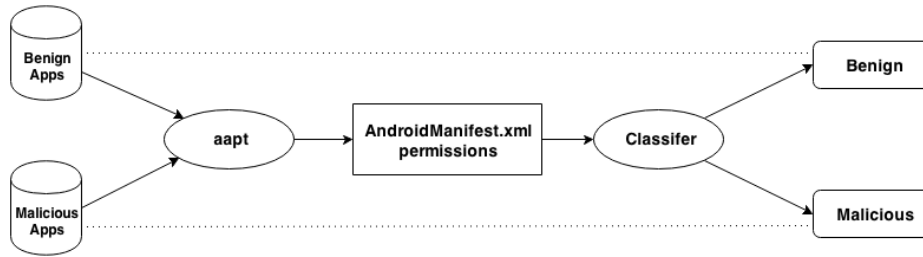 Benign
Apps
Benign
aapt
AndroidManifest.xml
permissions
Classifer
Malicious
Apps
Malicious